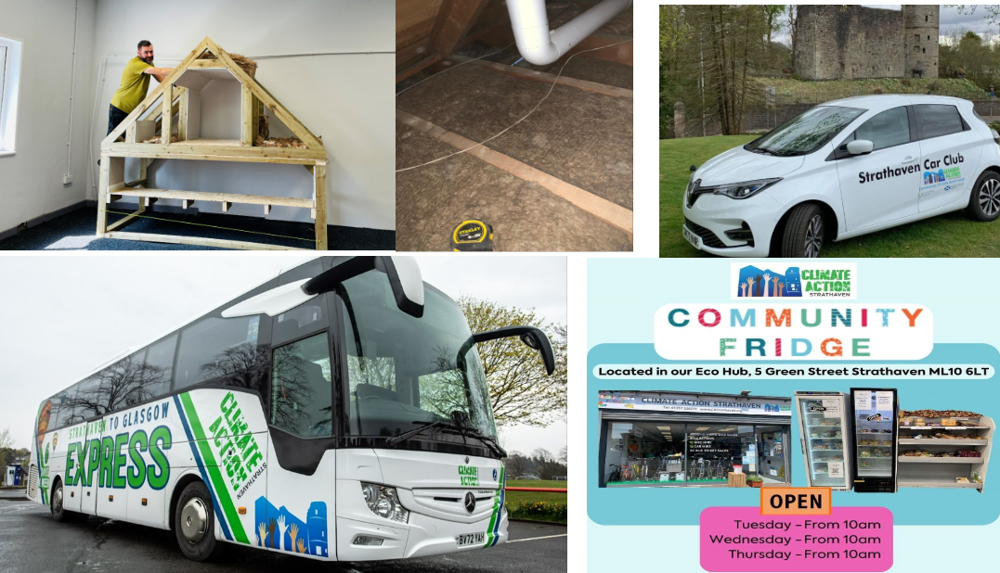 STANLEY
Strathaven Car Club
STRATHAVEN TO GLASGOW
EXPRESS
CLIMATE
ACTION
STRATHAVEN
CLIMATE
ACTION
BV72 YAH
CLIMATE
ACTION
STRATHAVEN
COMMUNITY
FRIDGE
Located in our Eco Hub, 5 Green Street Strathaven ML10 6LT
CLIMATE ACTION STRATHAVEN
OPEN
Tuesday - From 10am
Wednesday - From 10am
Thursday - From 10am